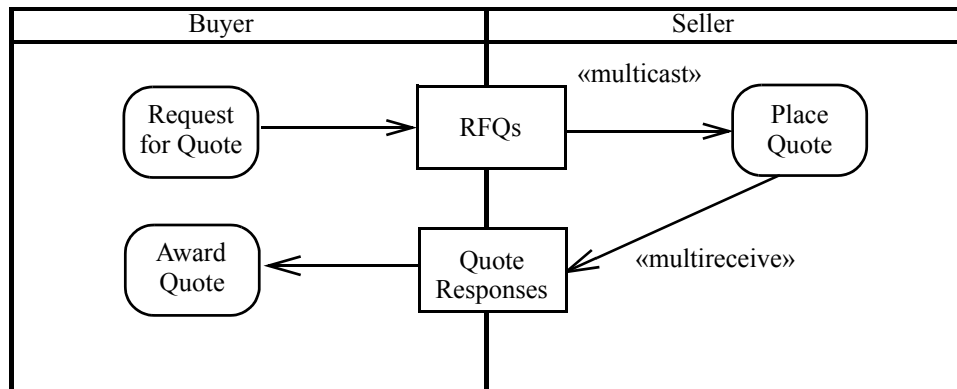 Buyer
Seller
«multicast»
Request
for Quote
RFQs
Place
Quote
Award
Quote
Quote
Responses
«multireceive»